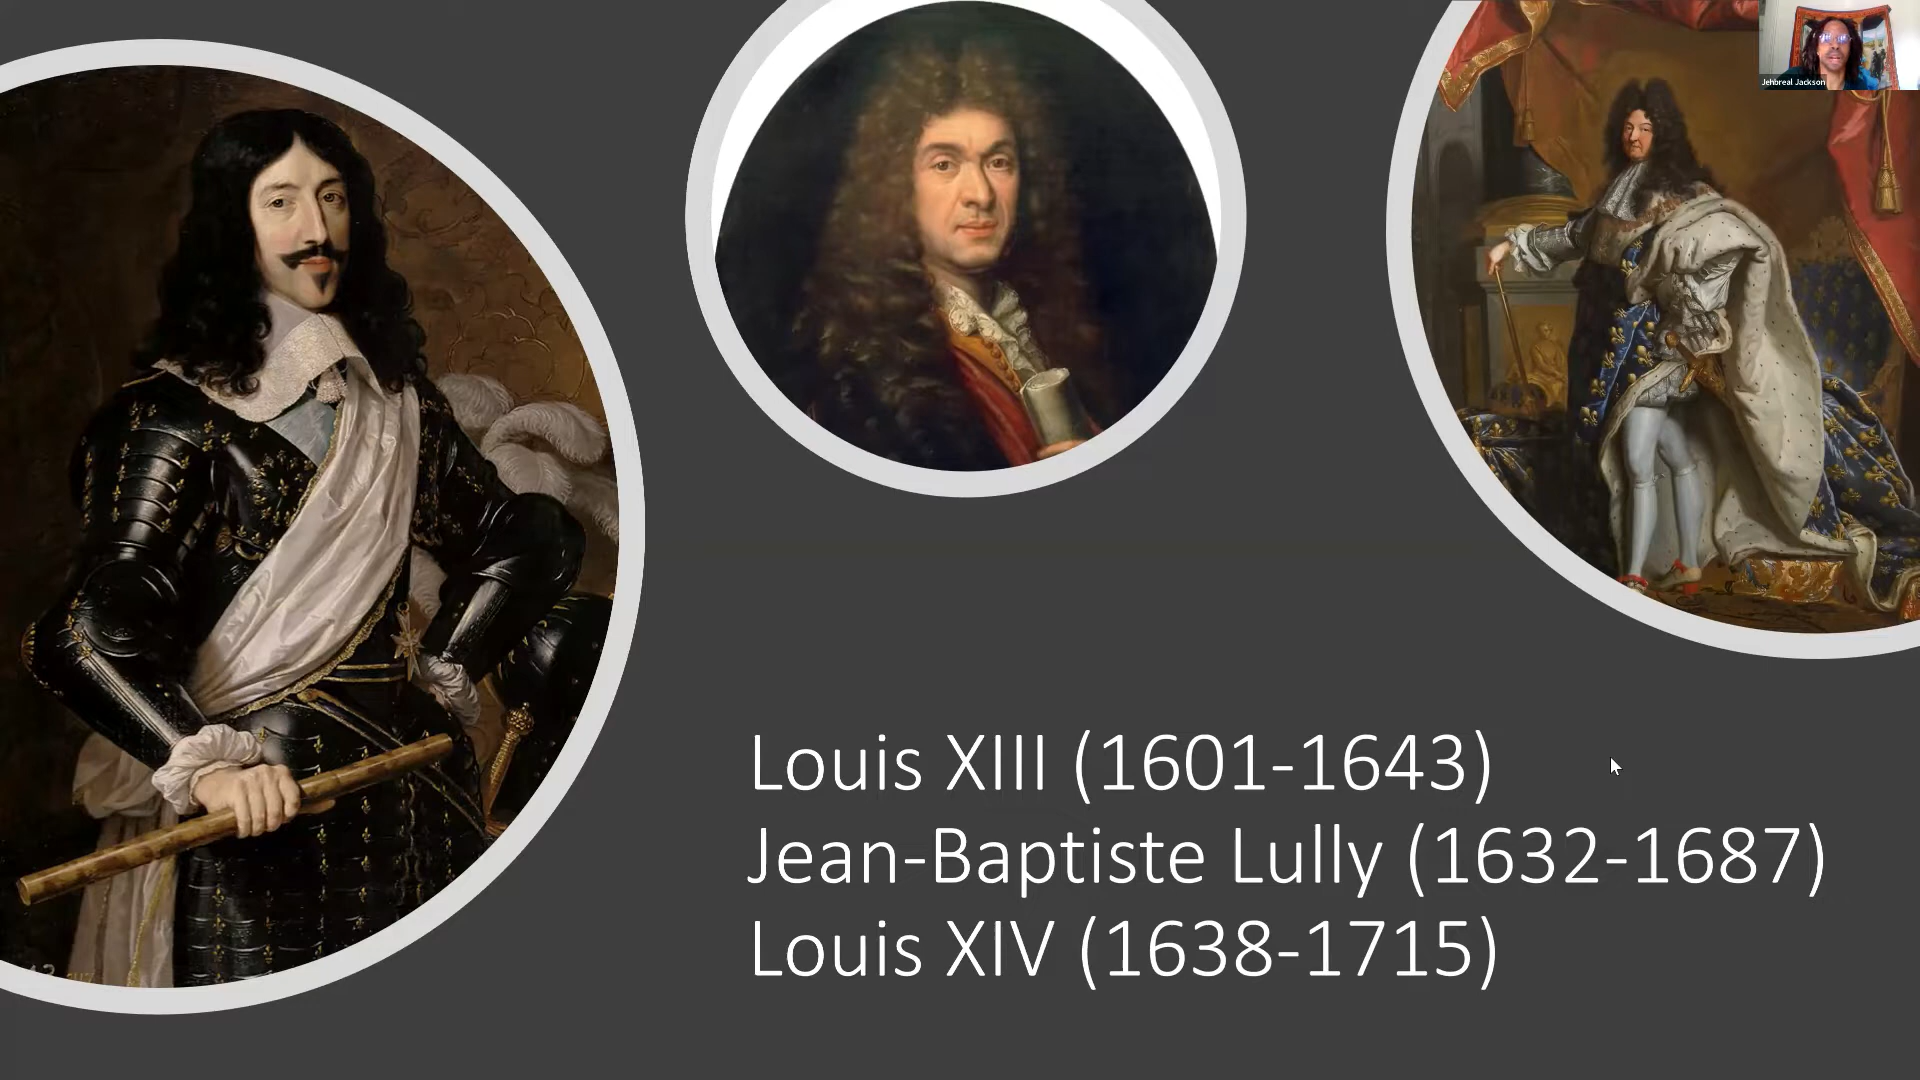 Jehbreal Jackson
Louis XIII (1601-1643)
Jean-Baptiste Lully (1632-1687)
Louis XIV (1638-1715)